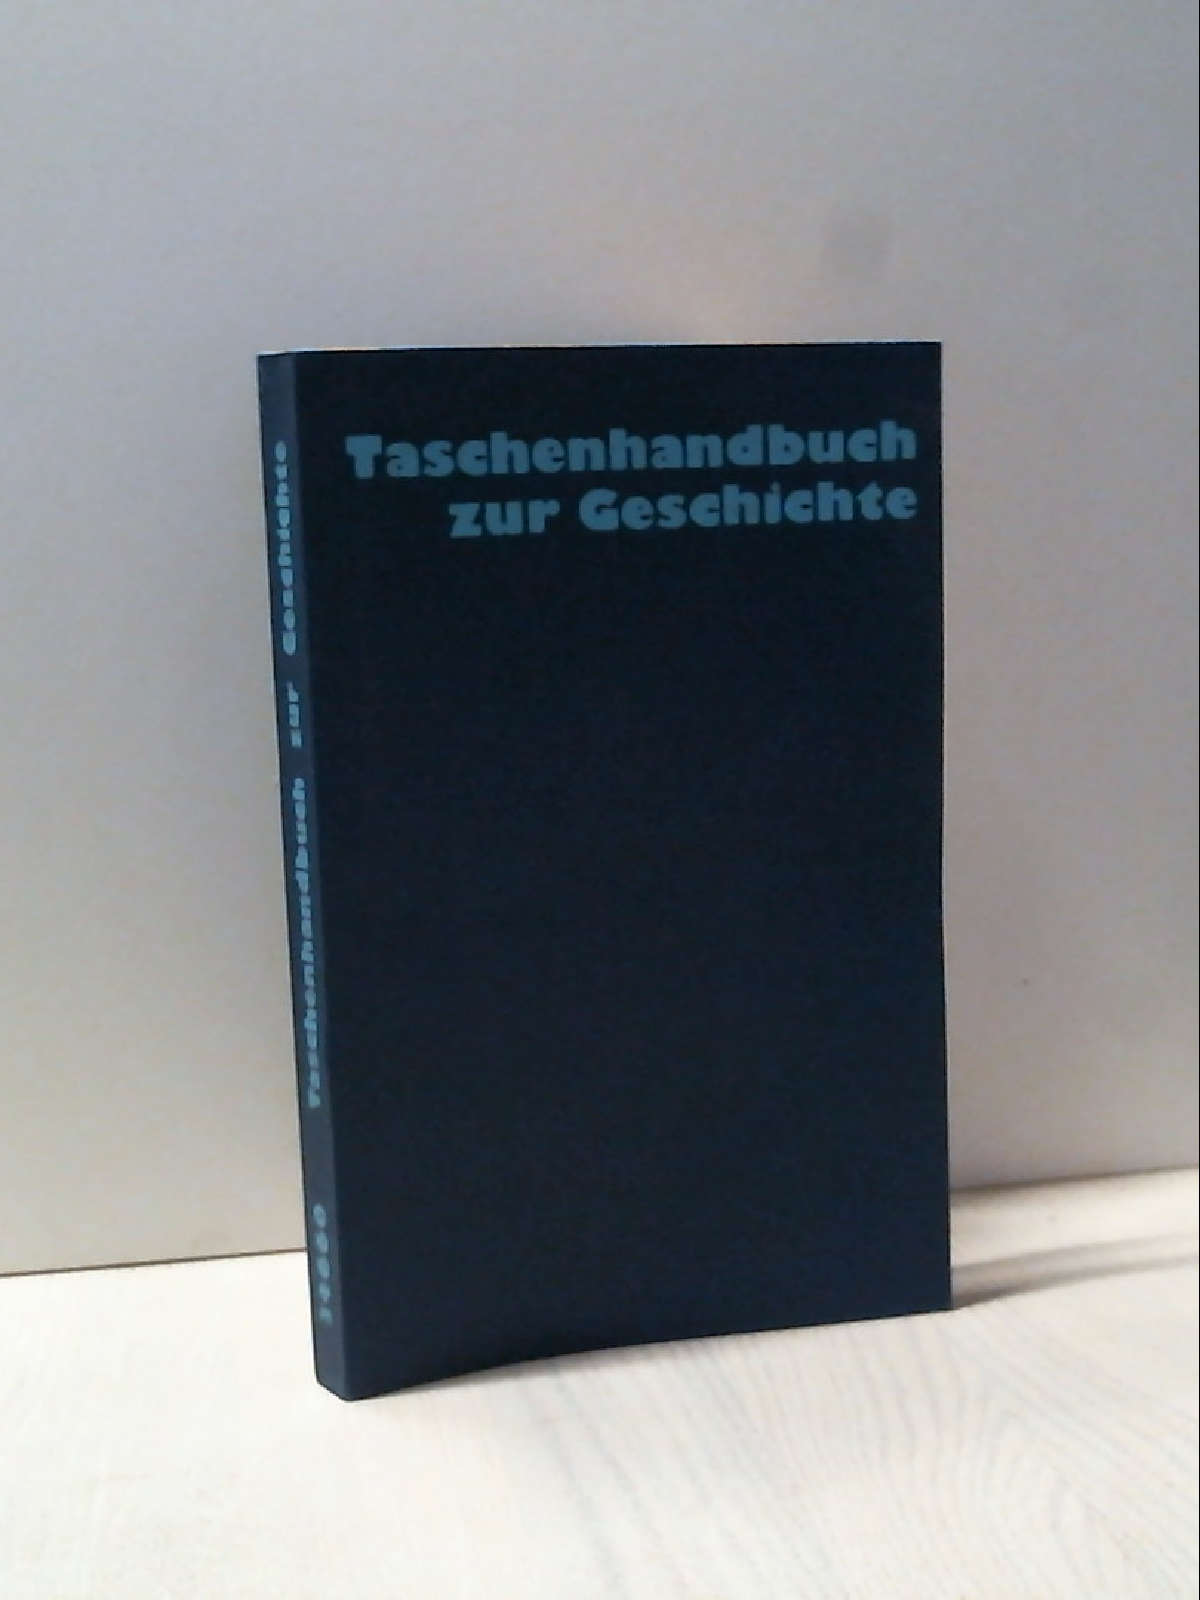 Taschenhandbuch
zur Geschichte
Taschenhandbuch zur Geschichte